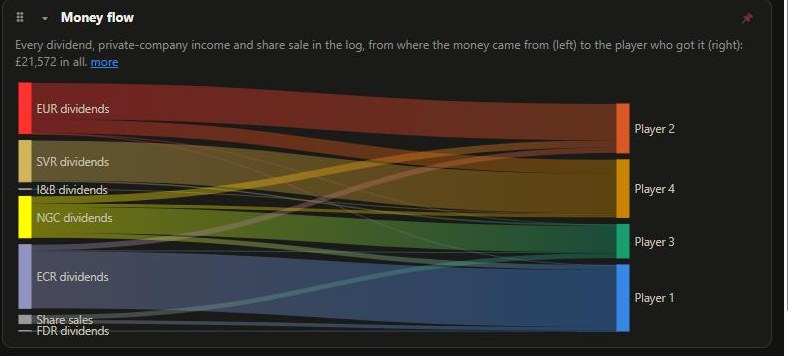 Money flow
Every dividend, private-company income and share sale in the log, from where the money came from (left) to the player who got it (right):
£21,572 in all. more
EUR dividends
Player 2
SVR dividends
Player 4
I&B dividends
NGC dividends
Player 3
ECR dividends
Player 1
Share sales
FDR dividends